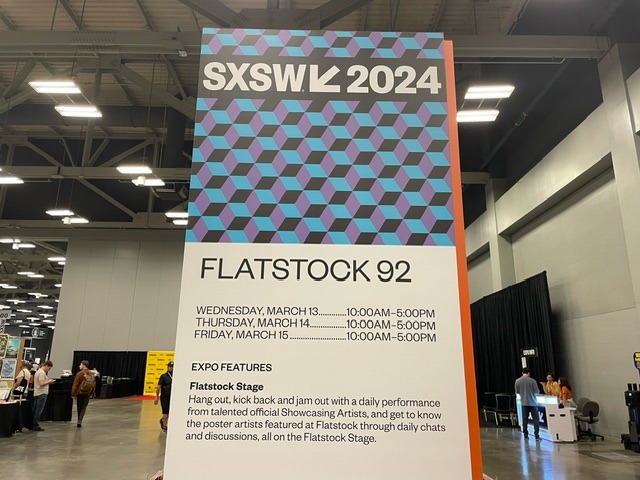 SXSW 2024
FLATSTOCK 92
WEDNESDAY, MARCH 13..............10:00AM–5:00PM
THURSDAY, MARCH 14..................10:00AM–5:00PM
FRIDAY, MARCH 15......................10:00AM–5:00PM
EXPO FEATURES
Flatstock Stage
Hang out, kick back and jam out with a daily performance
from talented official Showcasing Artists, and get to know
the poster artists featured at Flatstock through daily chats
and discussions, all on the Flatstock Stage.